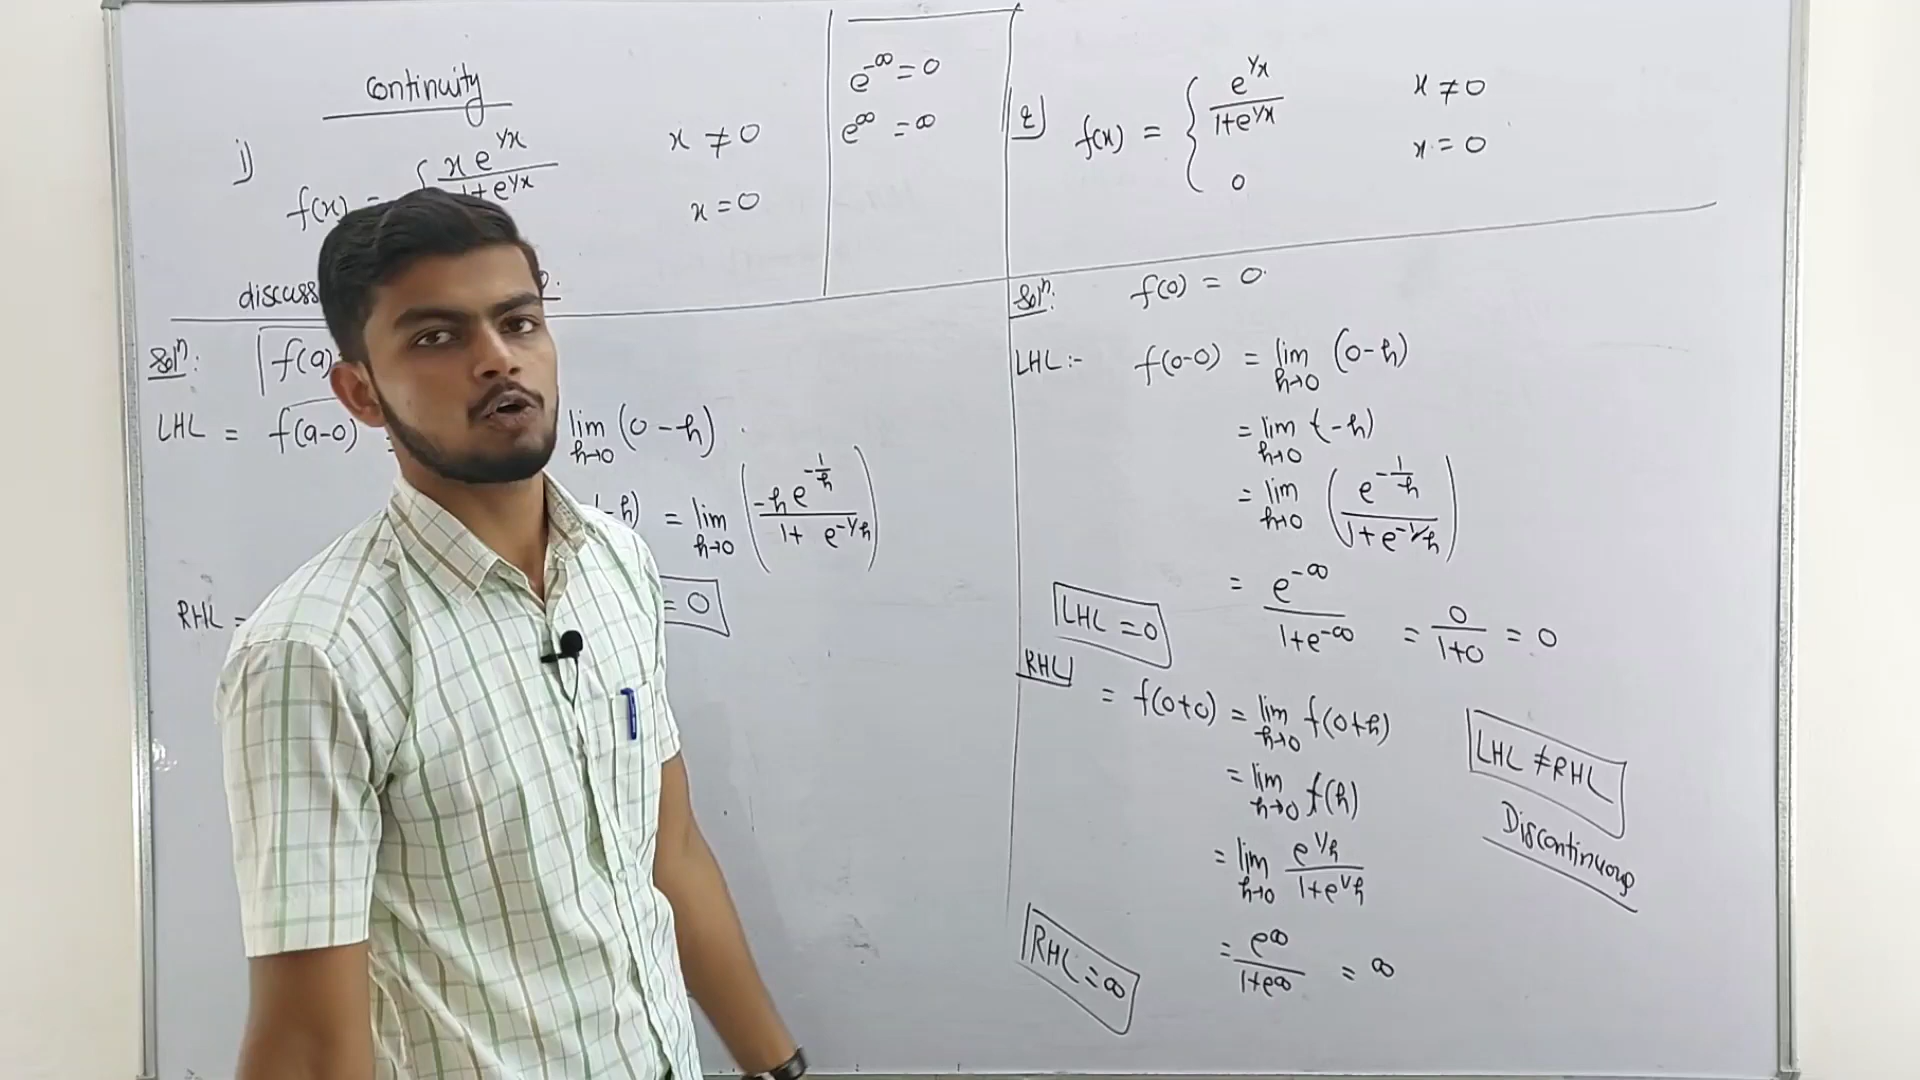 continuity
i)
f(x) = { x e^1/x / 1+e^1/x x ≠ 0
x = 0
discuss
Solⁿ: f(a)
LHL = f(a-0) = lim h→0 (0-h)
(-h) = lim h→0 (-h e^-1/h / 1+ e^-1/h)
RHL = = 0
e^-∞ = 0
e^∞ = ∞
2) f(x) = { e^1/x / 1+e^1/x x ≠ 0
0 x = 0
Solⁿ: f(0) = 0
LHL :- f(0-0) = lim h→0 (0-h)
= lim h→0 (-h)
= lim h→0 (e^-1/h / 1+e^-1/h)
= e^-∞ / 1+e^-∞ = 0 / 1+0 = 0
LHL = 0
RHL = f(0+0) = lim h→0 f(0+h)
= lim h→0 f(h)
= lim h→0 e^1/h / 1+e^1/h
= e^∞ / 1+e^∞ = ∞
RHL = ∞
LHL ≠ RHL
Discontinuous